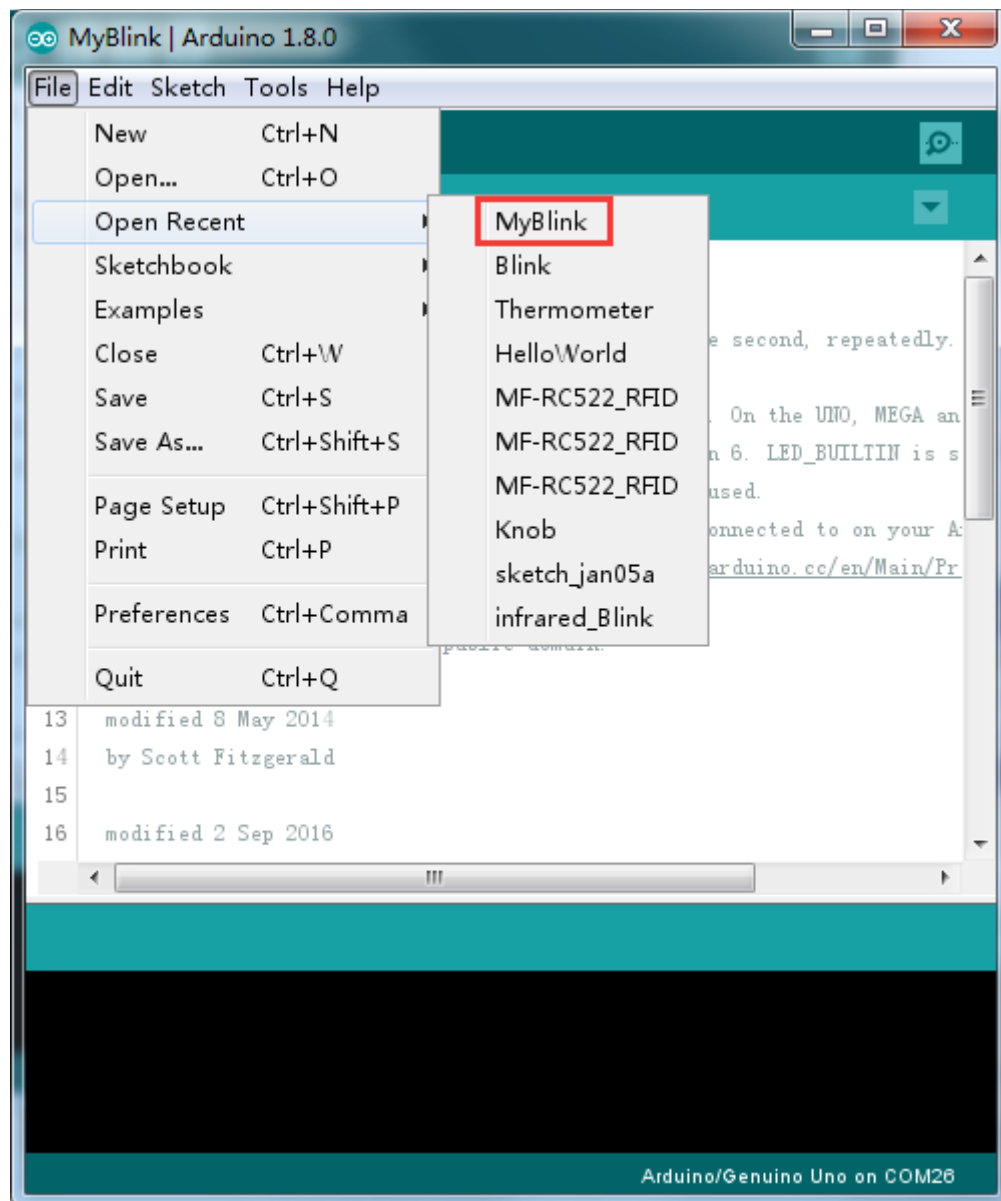 MyBlink | Arduino 1.8.0
File Edit Sketch Tools Help
New Ctrl+N
Open... Ctrl+O
Open Recent
Sketchbook
Examples
Close Ctrl+W
Save Ctrl+S
Save As... Ctrl+Shift+S
Page Setup Ctrl+Shift+P
Print Ctrl+P
Preferences Ctrl+Comma
Quit Ctrl+Q
MyBlink
Blink
Thermometer
HelloWorld
MF-RC522_RFID
MF-RC522_RFID
MF-RC522_RFID
Knob
sketch_jan05a
infrared_Blink
e second, repeatedly.
. On the UNO, MEGA an
n 6. LED_BUILTIN is s
used.
onnected to on your
arduino.cc/en/Main/Pr
public domain.
13 modified 8 May 2014
14 by Scott Fitzgerald
15
16 modified 2 Sep 2016
Arduino/Genuino Uno on COM26